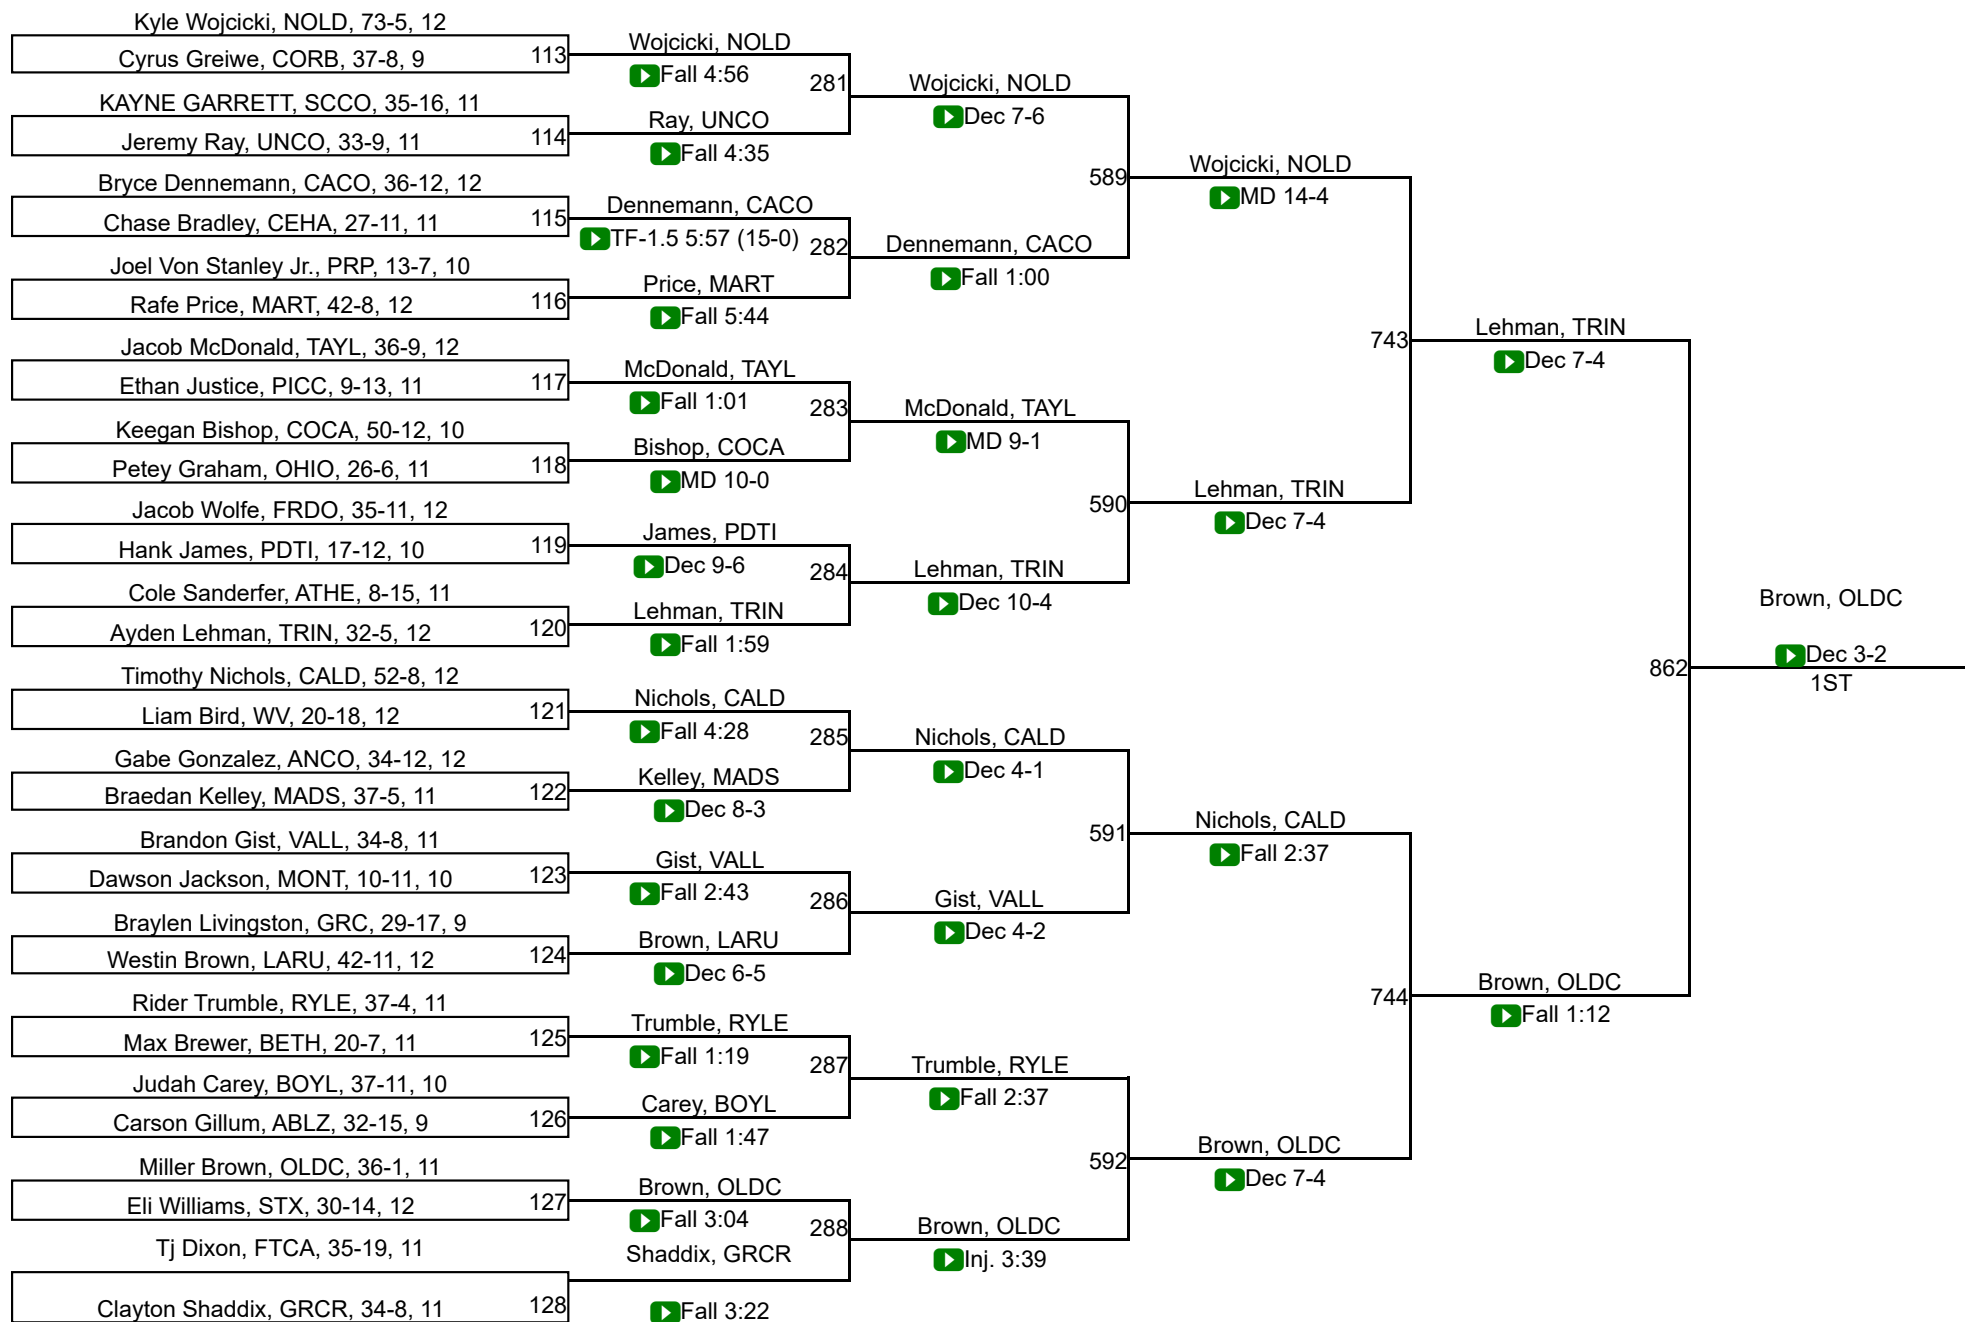 Kyle Wojcicki, NOLD, 73-5, 12
Cyrus Greiwe, CORB, 37-8, 9
113
KAYNE GARRETT, SCCO, 35-16, 11
Jeremy Ray, UNCO, 33-9, 11
114
Bryce Dennemann, CACO, 36-12, 12
Chase Bradley, CEHA, 27-11, 11
115
Joel Von Stanley Jr., PRP, 13-7, 10
Rafe Price, MART, 42-8, 12
116
Jacob McDonald, TAYL, 36-9, 12
Ethan Justice, PICC, 9-13, 11
117
Keegan Bishop, COCA, 50-12, 10
Petey Graham, OHIO, 26-6, 11
118
Jacob Wolfe, FRDO, 35-11, 12
Hank James, PDTI, 17-12, 10
119
Cole Sanderfer, ATHE, 8-15, 11
Ayden Lehman, TRIN, 32-5, 12
120
Timothy Nichols, CALD, 52-8, 12
Liam Bird, WV, 20-18, 12
121
Gabe Gonzalez, ANCO, 34-12, 12
Braedan Kelley, MADS, 37-5, 11
122
Brandon Gist, VALL, 34-8, 11
Dawson Jackson, MONT, 10-11, 10
123
Braylen Livingston, GRC, 29-17, 9
Westin Brown, LARU, 42-11, 12
124
Rider Trumble, RYLE, 37-4, 11
Max Brewer, BETH, 20-7, 11
125
Judah Carey, BOYL, 37-11, 10
Carson Gillum, ABLZ, 32-15, 9
126
Miller Brown, OLDC, 36-1, 11
Eli Williams, STX, 30-14, 12
127
Tj Dixon, FTCA, 35-19, 11
Clayton Shaddix, GRCR, 34-8, 11
128
Wojcicki, NOLD
Fall 4:56
281
Ray, UNCO
Fall 4:35
Dennemann, CACO
TF-1.5 5:57 (15-0)
282
Price, MART
Fall 5:44
McDonald, TAYL
Fall 1:01
283
Bishop, COCA
MD 10-0
James, PDTI
Dec 9-6
284
Lehman, TRIN
Fall 1:59
Nichols, CALD
Fall 4:28
285
Kelley, MADS
Dec 8-3
Gist, VALL
Fall 2:43
286
Brown, LARU
Dec 6-5
Trumble, RYLE
Fall 1:19
287
Carey, BOYL
Fall 1:47
Brown, OLDC
Fall 3:04
288
Shaddix, GRCR
Fall 3:22
Wojcicki, NOLD
Dec 7-6
589
Dennemann, CACO
Fall 1:00
McDonald, TAYL
MD 9-1
590
Lehman, TRIN
Dec 10-4
Nichols, CALD
Dec 4-1
591
Gist, VALL
Dec 4-2
Trumble, RYLE
Fall 2:37
592
Brown, OLDC
Inj. 3:39
Wojcicki, NOLD
MD 14-4
743
Lehman, TRIN
Dec 7-4
Nichols, CALD
Fall 2:37
744
Brown, OLDC
Dec 7-4
Lehman, TRIN
Dec 7-4
862
Brown, OLDC
Fall 1:12
Brown, OLDC
Dec 3-2
1ST